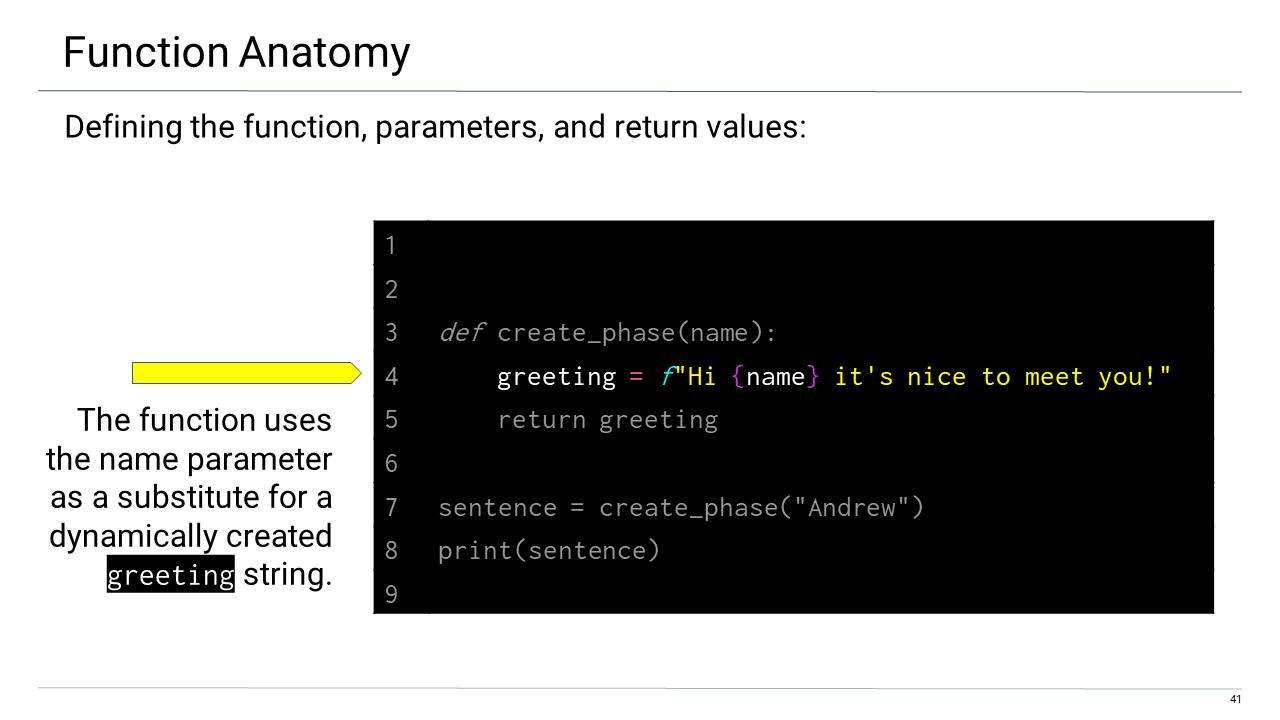 Function Anatomy
Defining the function, parameters, and return values:
1
2
3 def create_phase(name):
4 greeting = f"Hi {name} it's nice to meet you!"
5 return greeting
6
7 sentence = create_phase("Andrew")
8 print(sentence)
9
The function uses
the name parameter
as a substitute for a
dynamically created
greeting string.
41